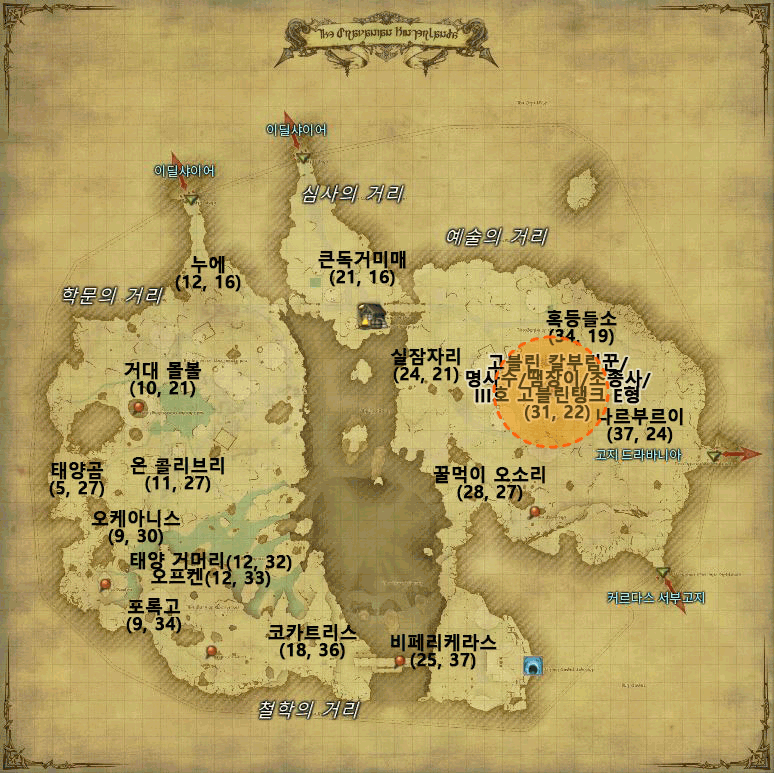 이딜샤이어
이딜샤이어
심사의 거리
예술의 거리
누에
(12, 16)
큰독거미매
(21, 16)
학문의 거리
혹등들소
(34, 19)
실잠자리
(24, 21)
고블린 칼부림꾼/
명사수/땜장이/조종사/
III호 고블린탱크 E형
(31, 22)
거대 몰볼
(10, 21)
나르부르이
(37, 24)
고지 드라바니아
태양곰
(5, 27)
온 콜리브리
(11, 27)
꿀먹이 오소리
(28, 27)
오케아니스
(9, 30)
태양 거머리(12, 32)
오프켄(12, 33)
포록고
(9, 34)
커르다스 서부고지
코카트리스
(18, 36)
비페리케라스
(25, 37)
철학의 거리